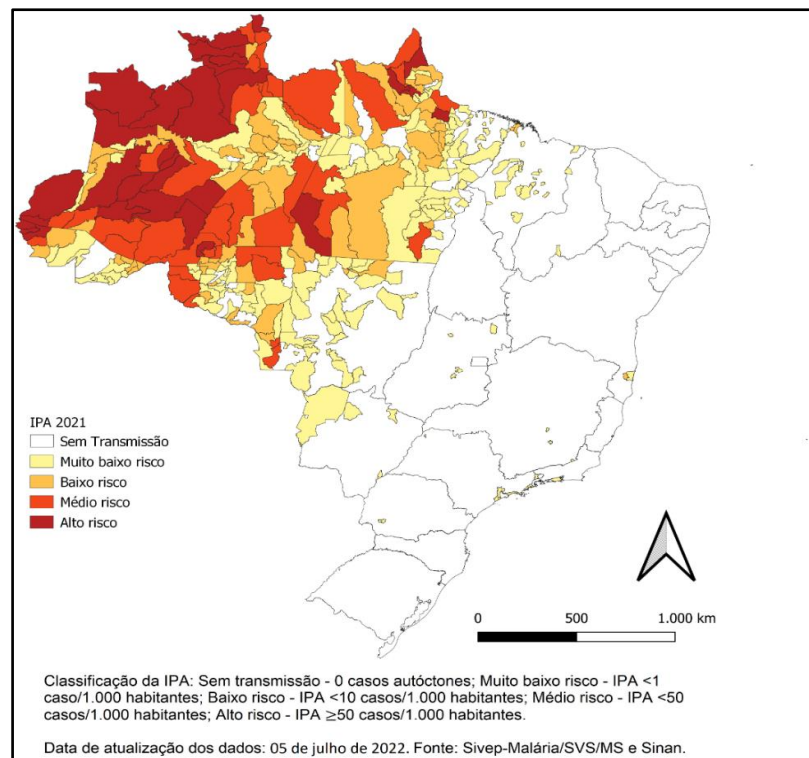 IPA 2021
Sem Transmissão
Muito baixo risco
Baixo risco
Médio risco
Alto risco
0 500 1.000 km
Classificação da IPA: Sem transmissão - 0 casos autóctones; Muito baixo risco - IPA <1
caso/1.000 habitantes; Baixo risco - IPA <10 casos/1.000 habitantes; Médio risco - IPA <50
casos/1.000 habitantes; Alto risco - IPA ≥50 casos/1.000 habitantes.
Data de atualização dos dados: 05 de julho de 2022. Fonte: Sivep-Malária/SVS/MS e Sinan.